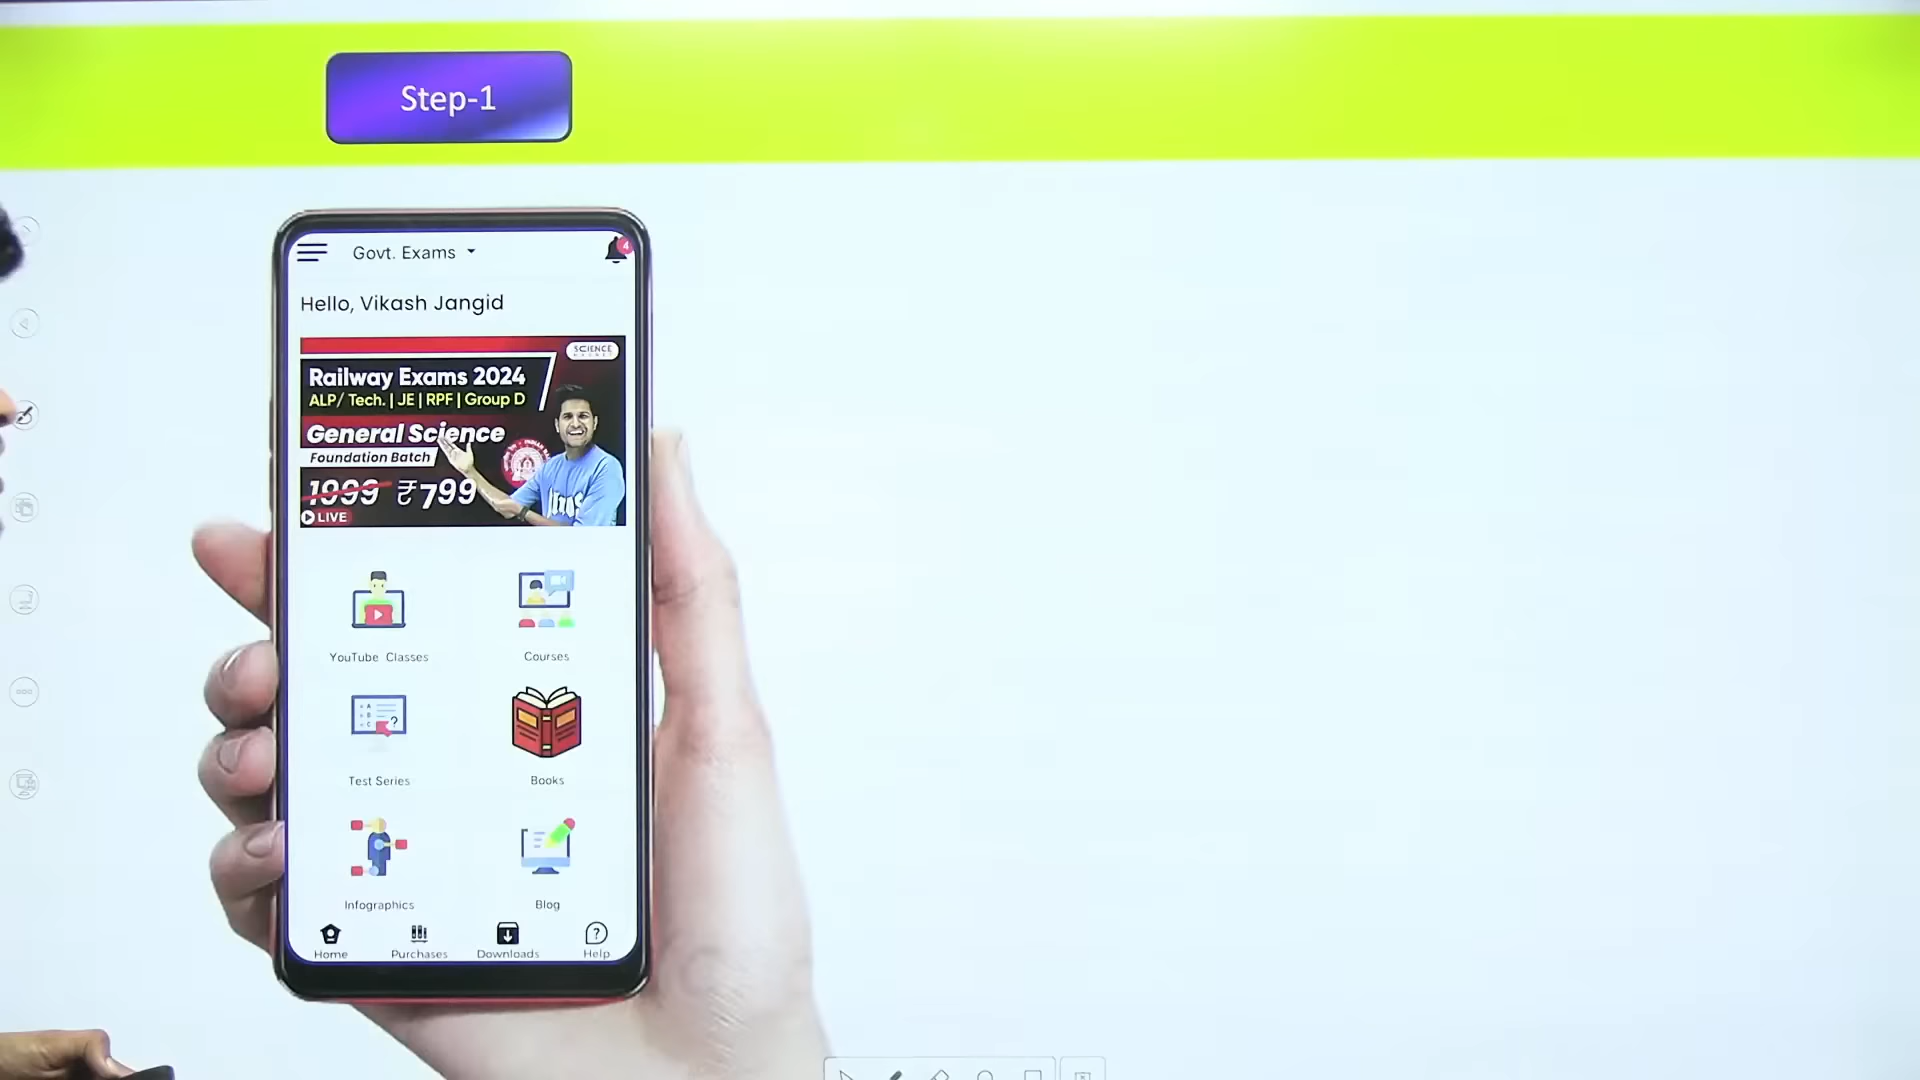 Step-1
Govt. Exams
4
Hello, Vikash Jangid
SCIENCE
Railway Exams 2024
ALP/ Tech. | JE | RPF | Group D
General Science
Foundation Batch
1999 ₹799
LIVE
YouTube Classes
Courses
A
B
C
?
Test Series
Books
Infographics
Blog
Home
Purchases
Downloads
Help